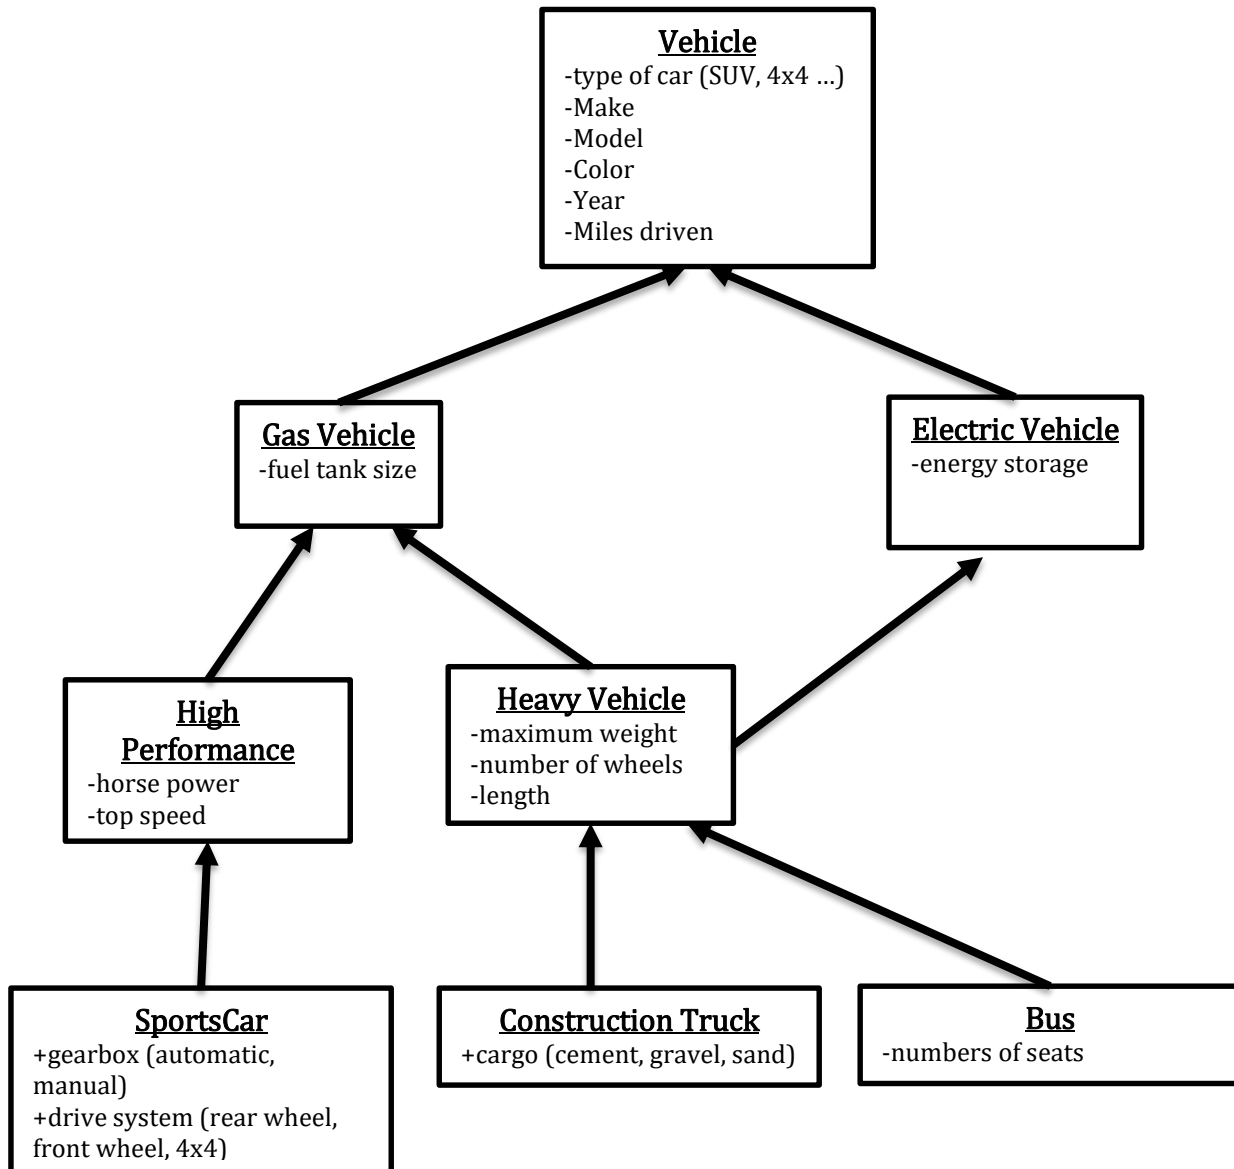 Vehicle
-type of car (SUV, 4x4 ...)
-Make
-Model
-Color
-Year
-Miles driven
Gas Vehicle
-fuel tank size
Electric Vehicle
-energy storage
High
Performance
-horse power
-top speed
Heavy Vehicle
-maximum weight
-number of wheels
-length
SportsCar
+gearbox (automatic,
manual)
+drive system (rear wheel,
front wheel, 4x4)
Construction Truck
+cargo (cement, gravel, sand)
Bus
-numbers of seats